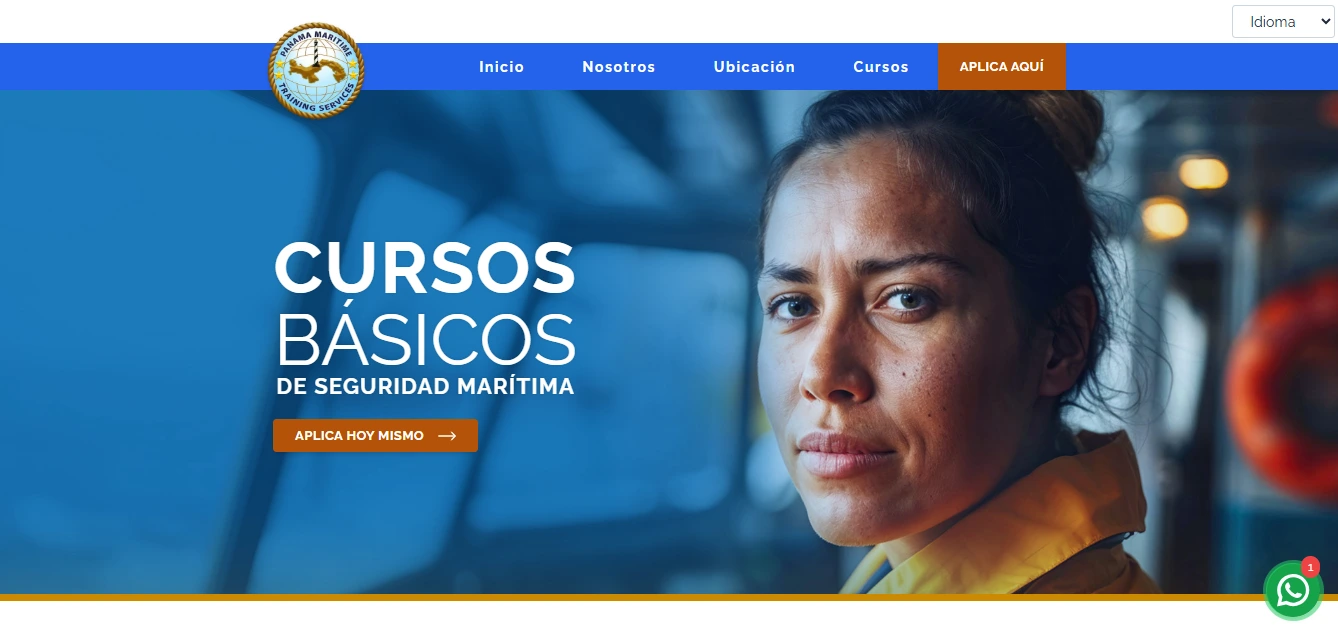 Idioma
PANAMA MARITIME
TRAINING SERVICES
Inicio
Nosotros
Ubicación
Cursos
APLICA AQUÍ
CURSOS
BÁSICOS
DE SEGURIDAD MARÍTIMA
APLICA HOY MISMO
1